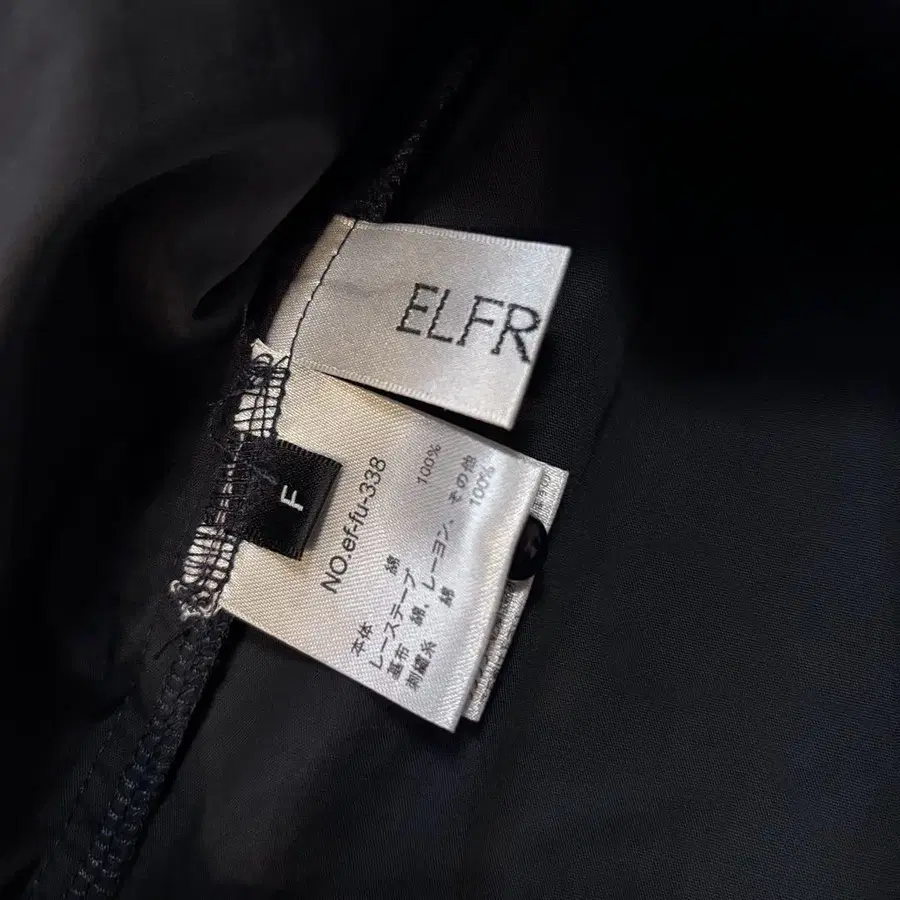 ELFR
F
NO.ef-fu-338
本体 綿 100%
レーステープ
基布 綿、レーヨン、その他
刺繍糸 綿 100%